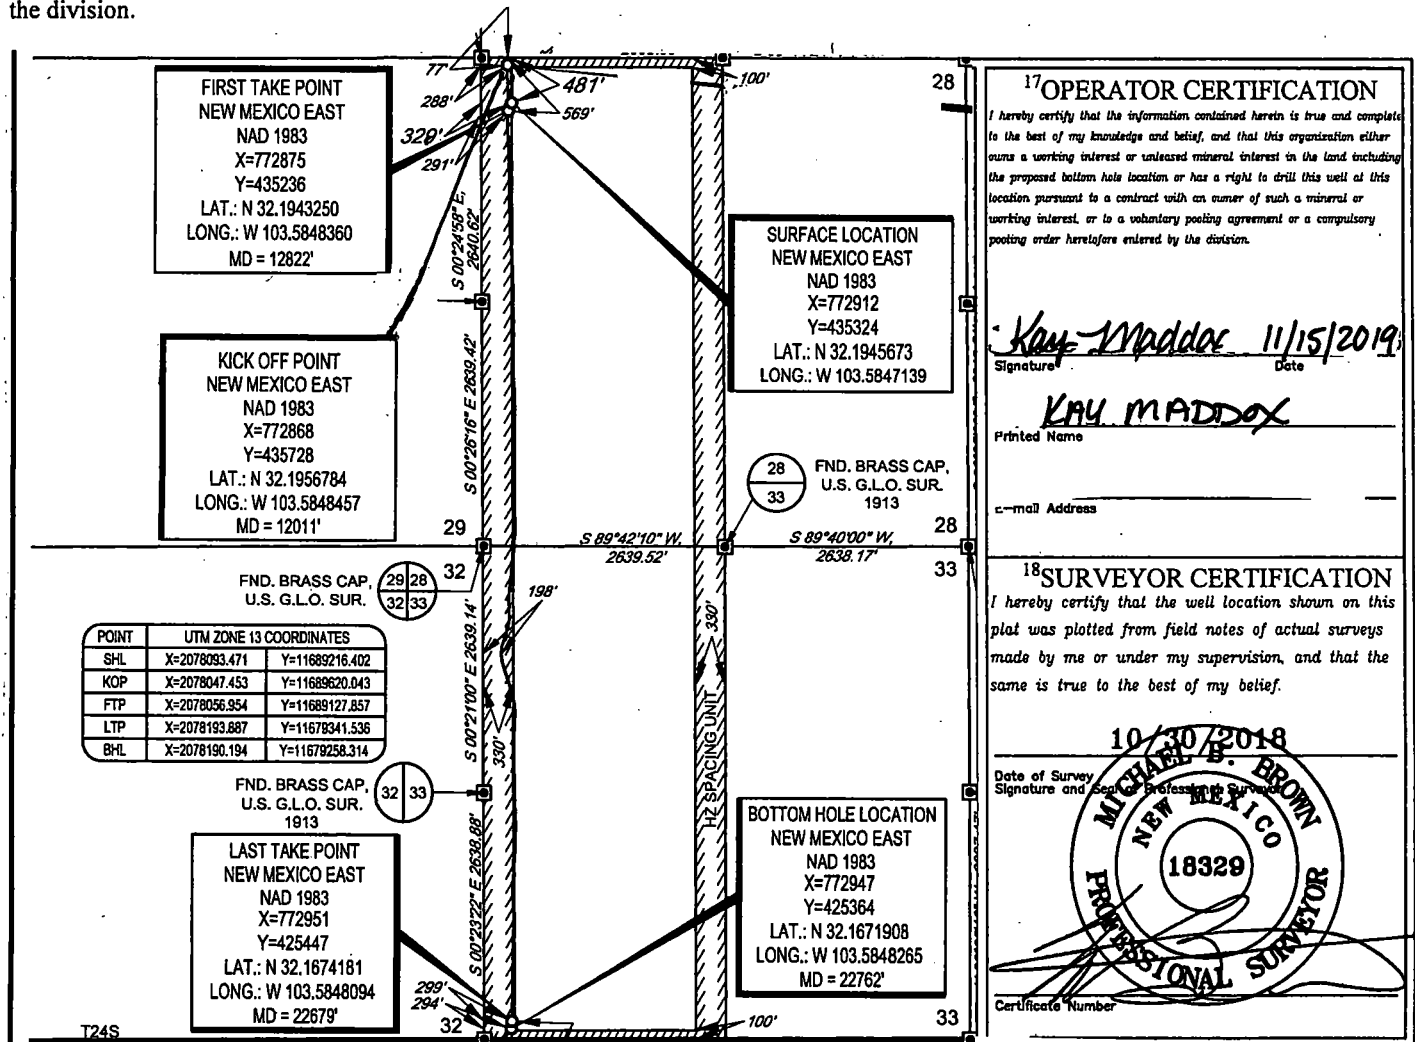 the division.
77'
288'
320'
291'
481'
569'
100'
28
FIRST TAKE POINT
NEW MEXICO EAST
NAD 1983
X=772875
Y=435236
LAT.: N 32.1943250
LONG.: W 103.5848360
MD = 12822'
S 00°24'58" E,
2640.62'
SURFACE LOCATION
NEW MEXICO EAST
NAD 1983
X=772912
Y=435324
LAT.: N 32.1945673
LONG.: W 103.5847139
KICK OFF POINT
NEW MEXICO EAST
NAD 1983
X=772868
Y=435728
LAT.: N 32.1956784
LONG.: W 103.5848457
MD = 12011'
S 00°26'16" E 2639.42'
28
33
FND. BRASS CAP,
U.S. G.L.O. SUR.
1913
29
28
S 89°42'10" W,
2639.52'
S 89°40'00" W,
2638.17'
32
33
FND. BRASS CAP,
U.S. G.L.O. SUR.
29 28
32 33
198'
S 00°21'00" E 2639.14'
330'
330'
HZ SPACING UNIT
POINT UTM ZONE 13 COORDINATES
SHL X=2078093.471 Y=11689216.402
KOP X=2078047.453 Y=11689620.043
FTP X=2078056.954 Y=11689127.857
LTP X=2078193.887 Y=11679341.536
BHL X=2078190.194 Y=11679258.314
FND. BRASS CAP,
U.S. G.L.O. SUR.
1913
32 33
S 00°23'22" E 2638.88'
LAST TAKE POINT
NEW MEXICO EAST
NAD 1983
X=772951
Y=425447
LAT.: N 32.1674181
LONG.: W 103.5848094
MD = 22679'
BOTTOM HOLE LOCATION
NEW MEXICO EAST
NAD 1983
X=772947
Y=425364
LAT.: N 32.1671908
LONG.: W 103.5848265
MD = 22762'
299'
294'
32
100'
33
T24S
17 OPERATOR CERTIFICATION
I hereby certify that the information contained herein is true and complete
to the best of my knowledge and belief, and that this organization either
owns a working interest or unleased mineral interest in the land including
the proposed bottom hole location or has a right to drill this well at this
location pursuant to a contract with an owner of such a mineral or
working interest, or to a voluntary pooling agreement or a compulsory
pooling order heretofore entered by the division.
Kay Maddox 11/15/2019
Signature Date
KAY MADDOX
Printed Name
E-mail Address
18 SURVEYOR CERTIFICATION
I hereby certify that the well location shown on this
plat was plotted from field notes of actual surveys
made by me or under my supervision, and that the
same is true to the best of my belief.
10/30/2018
Date of Survey
Signature and Seal of Professional Surveyor
MICHAEL B. BROWN
NEW MEXICO
18329
PROFESSIONAL SURVEYOR
Certificate Number